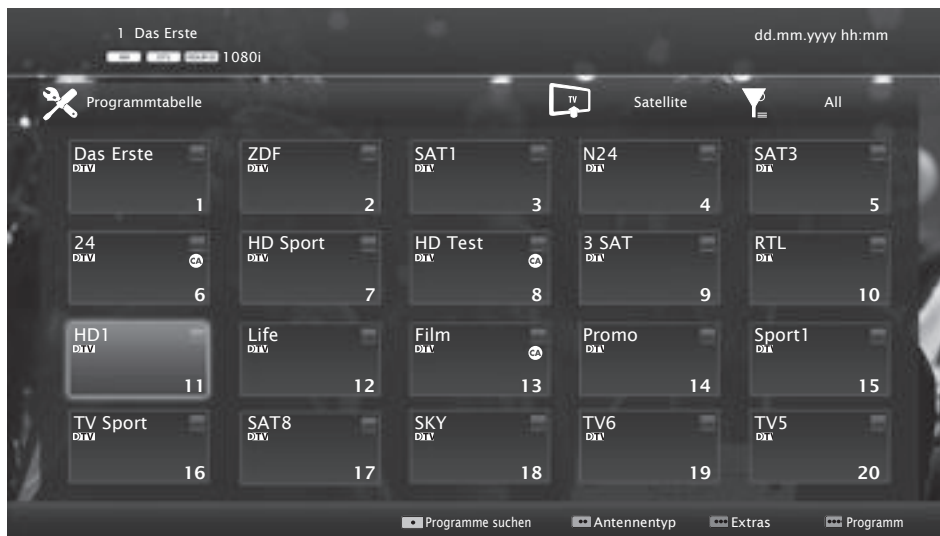 1 Das Erste
dd.mm.yyyy hh:mm
1080i
Programmtabelle
TV
Satellite
All
Das Erste
DTV
1
ZDF
DTV
2
SAT1
DTV
3
N24
DTV
4
SAT3
DTV
5
24
DTV
CA
6
HD Sport
DTV
7
HD Test
DTV
CA
8
3 SAT
DTV
9
RTL
DTV
10
HD1
DTV
11
Life
DTV
12
Film
DTV
CA
13
Promo
DTV
14
Sport1
DTV
15
TV Sport
DTV
16
SAT8
DTV
17
SKY
DTV
18
TV6
DTV
19
TV5
DTV
20
Programme suchen
Antennentyp
Extras
Programm